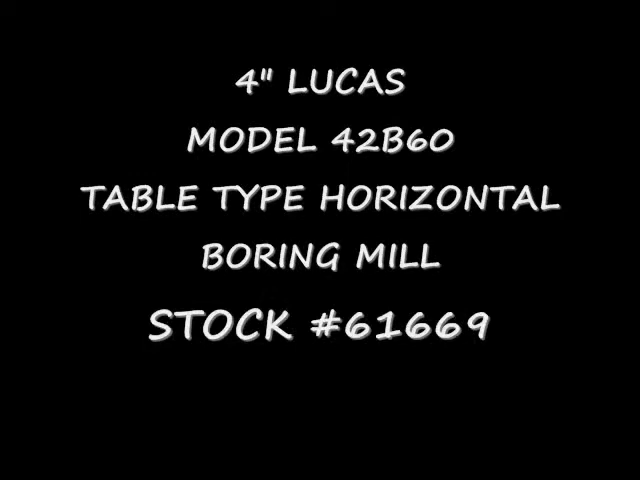 4" LUCAS
MODEL 42B60
TABLE TYPE HORIZONTAL
BORING MILL
STOCK #61669